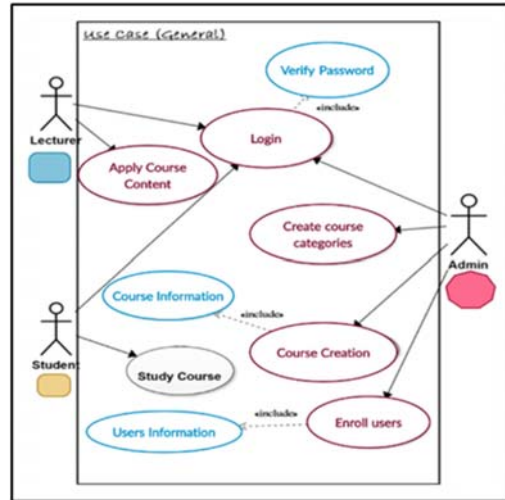 Use Case (General)
Verify Password
«include»
Lecturer
Login
Apply Course
Content
Create course
categories
Admin
Course Information
«include»
Student
Course Creation
Study Course
«include»
Enroll users
Users Information